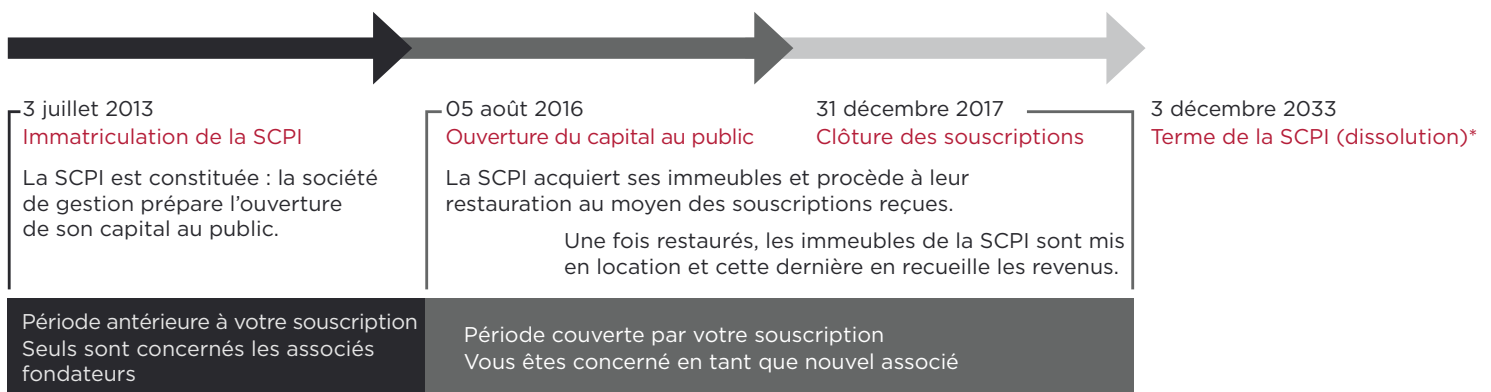 3 juillet 2013
Immatriculation de la SCPI
La SCPI est constituée : la société
de gestion prépare l’ouverture
de son capital au public.
05 août 2016
Ouverture du capital au public
31 décembre 2017
Clôture des souscriptions
La SCPI acquiert ses immeubles et procède à leur
restauration au moyen des souscriptions reçues.
Une fois restaurés, les immeubles de la SCPI sont mis
en location et cette dernière en recueille les revenus.
3 décembre 2033
Terme de la SCPI (dissolution)*
Période antérieure à votre souscription
Seuls sont concernés les associés
fondateurs
Période couverte par votre souscription
Vous êtes concerné en tant que nouvel associé